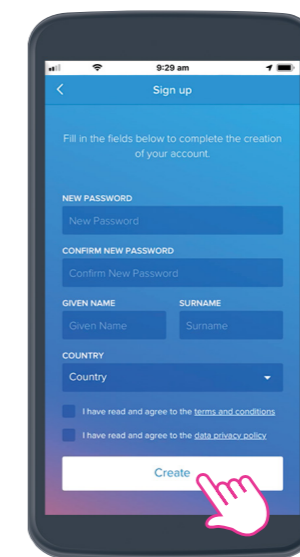 9:29 am
Sign up
Fill in the fields below to complete the creation
of your account.
NEW PASSWORD
New Password
CONFIRM NEW PASSWORD
Confirm New Password
GIVEN NAME SURNAME
Given Name Surname
COUNTRY
Country
I have read and agree to the terms and conditions
I have read and agree to the data privacy policy
Create